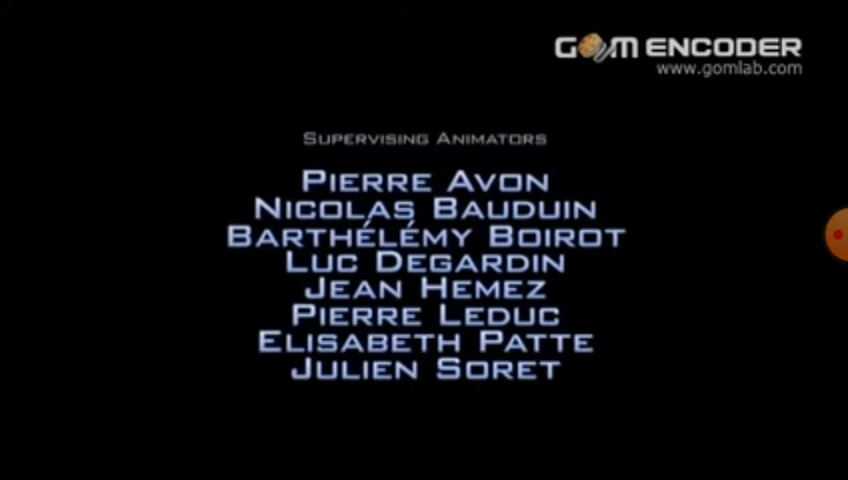 GOM ENCODER
www.gomlab.com
Supervising Animators
Pierre Avon
Nicolas Bauduin
Barthélémy Boirot
Luc Degardin
Jean Hemez
Pierre Leduc
Elisabeth Patte
Julien Soret